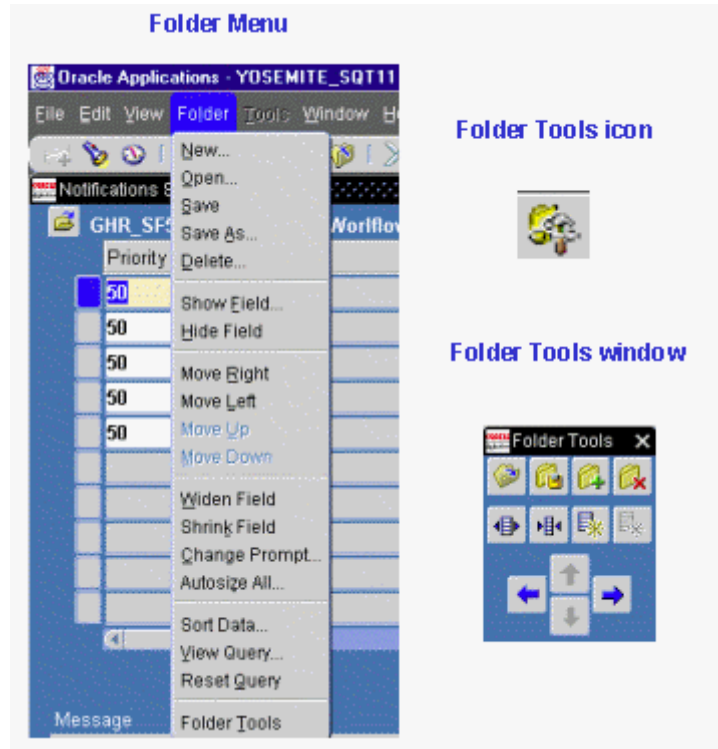 Folder Menu
Oracle Applications - YOSEMITE_SQT11
File Edit View Folder Tools Window H
Notifications S
GHR_SF5 Worlflov
Priority
50
50
50
50
50
New...
Open...
Save
Save As...
Delete...
Show Field...
Hide Field
Move Right
Move Left
Move Up
Move Down
Widen Field
Shrink Field
Change Prompt...
Autosize All...
Sort Data...
View Query...
Reset Query
Folder Tools
Message
Folder Tools icon
Folder Tools window
Folder Tools